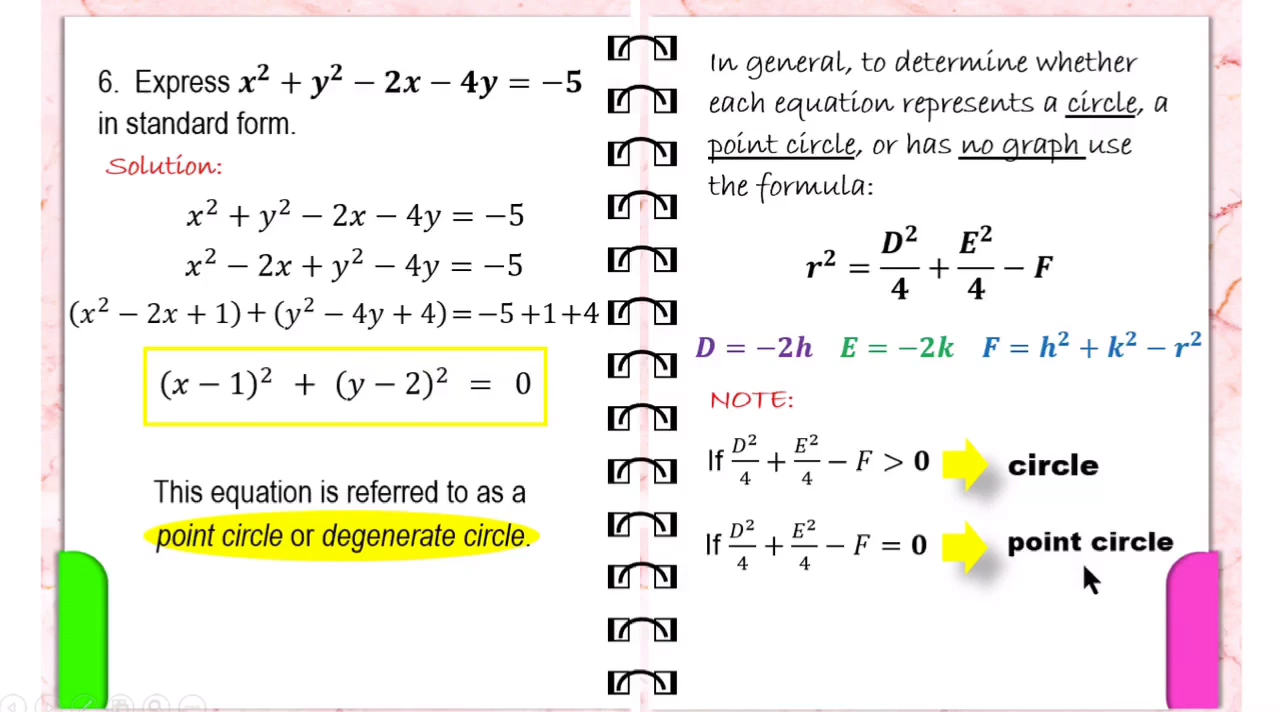 6. Express x² + y² − 2x − 4y = −5
in standard form.
Solution:
x² + y² − 2x − 4y = −5
x² − 2x + y² − 4y = −5
(x² − 2x + 1) + (y² − 4y + 4) = −5 + 1 + 4
(x − 1)² + (y − 2)² = 0
This equation is referred to as a
point circle or degenerate circle.
In general, to determine whether
each equation represents a circle, a
point circle, or has no graph use
the formula:
r² = D²/4 + E²/4 − F
D = −2h E = −2k F = h² + k² − r²
NOTE:
If D²/4 + E²/4 − F > 0 circle
If D²/4 + E²/4 − F = 0 point circle